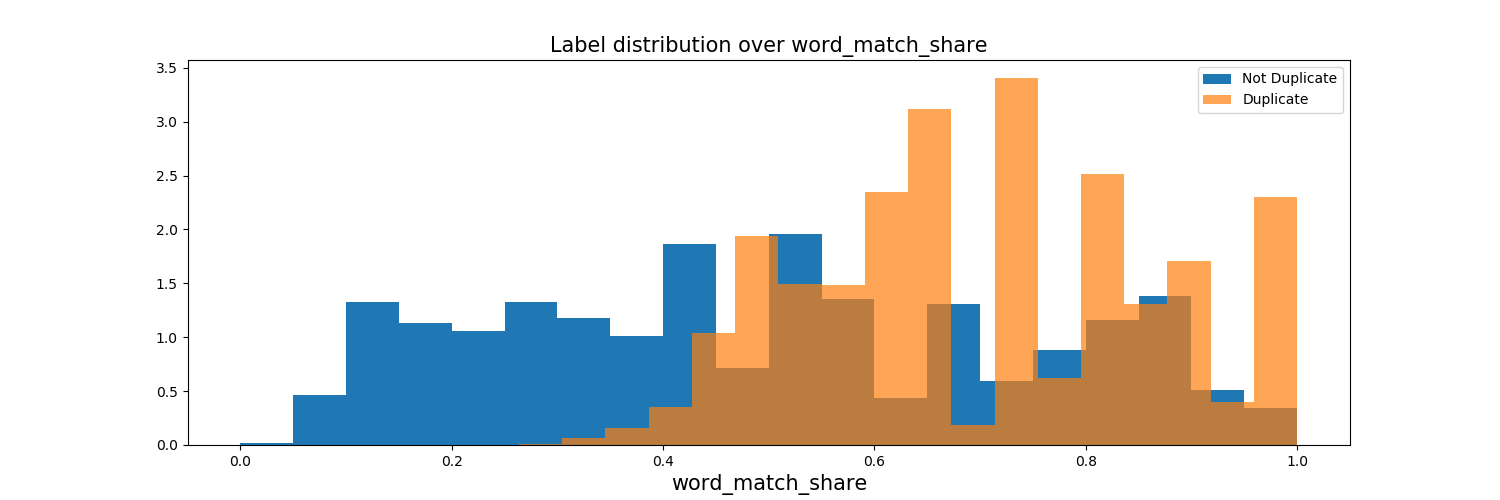 Label distribution over word_match_share
3.5
3.0
2.5
2.0
1.5
1.0
0.5
0.0
Not Duplicate
Duplicate
0.0 0.2 0.4 0.6 0.8 1.0
word_match_share